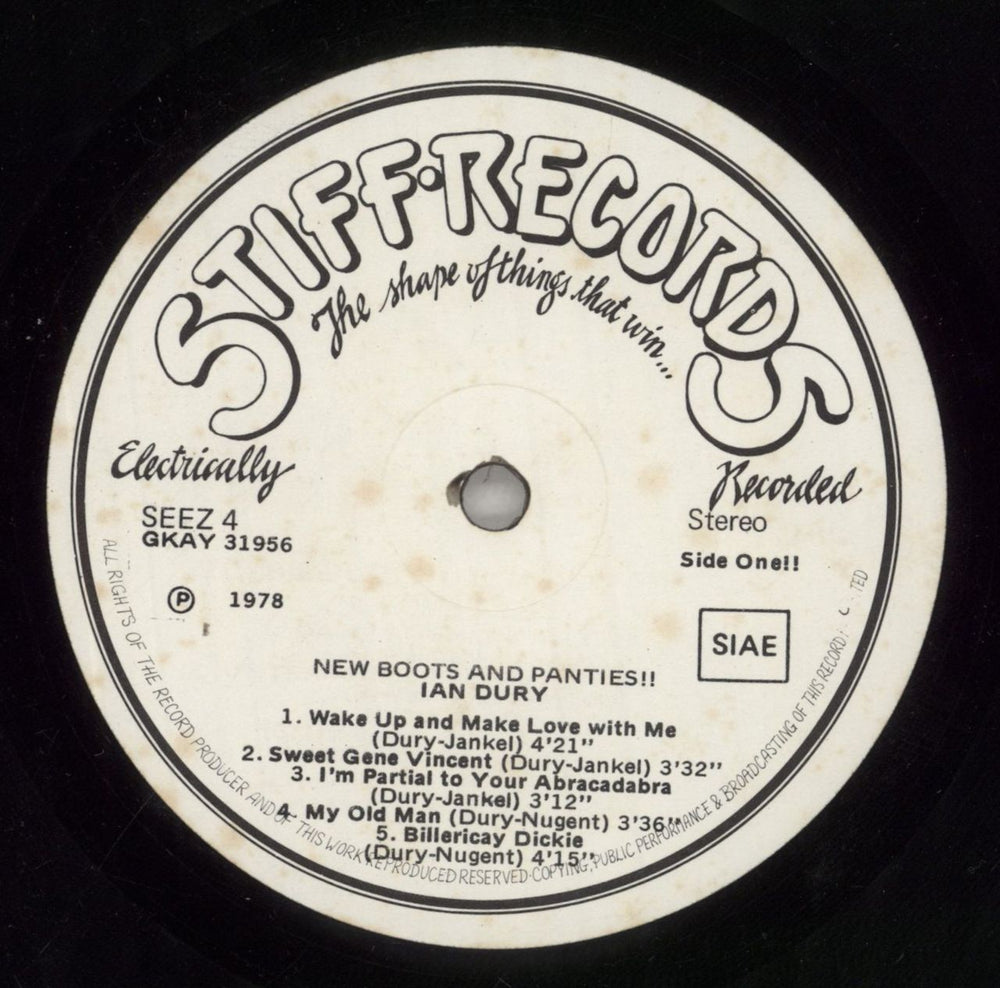 STIFF·RECORDS
The shape of things that win...
Electrically
Recorded
SEEZ 4
GKAY 31956
Stereo
Side One!!
℗ 1978
SIAE
NEW BOOTS AND PANTIES!!
IAN DURY
1. Wake Up and Make Love with Me
(Dury-Jankel) 4'21"
2. Sweet Gene Vincent (Dury-Jankel) 3'32"
3. I'm Partial to Your Abracadabra
(Dury-Jankel) 3'12"
4. My Old Man (Dury-Nugent) 3'36"
5. Billericay Dickie
(Dury-Nugent) 4'15"
ALL RIGHTS OF THE RECORD PRODUCER AND OF THIS WORK REPRODUCED RESERVED·COPYING, PUBLIC PERFORMANCE & BROADCASTING OF THIS RECORD